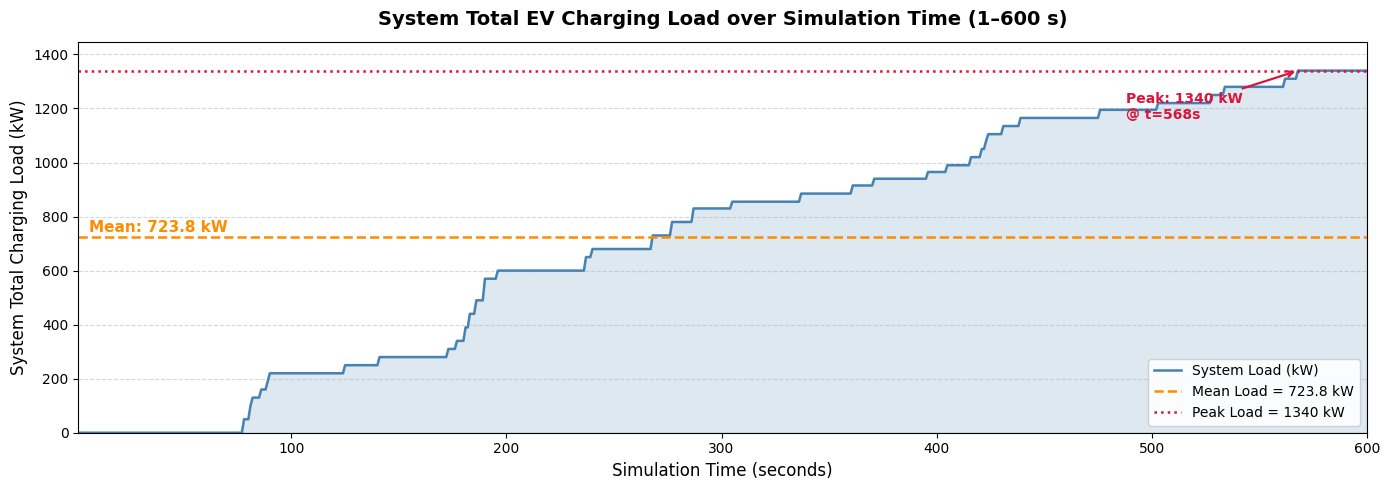 System Total EV Charging Load over Simulation Time (1–600 s)
System Total Charging Load (kW)
1400
1200
1000
800
600
400
200
0
Mean: 723.8 kW
Peak: 1340 kW
@ t=568s
System Load (kW)
Mean Load = 723.8 kW
Peak Load = 1340 kW
100
200
300
400
500
600
Simulation Time (seconds)